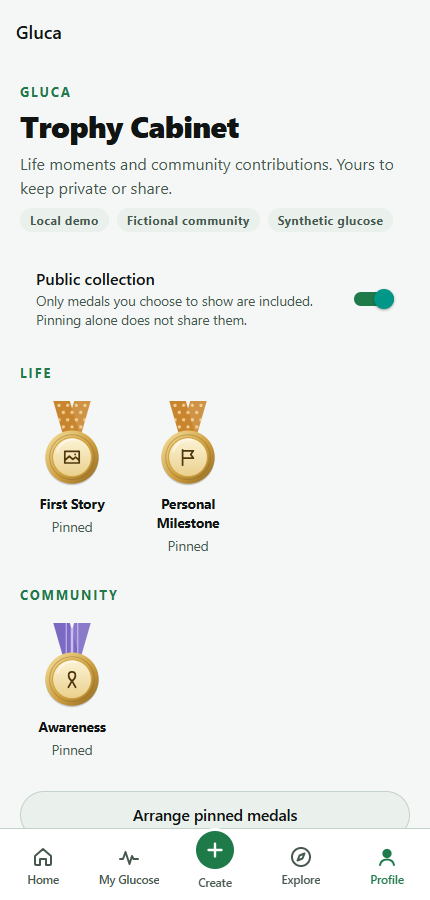 Gluca
GLUCA
Trophy Cabinet
Life moments and community contributions. Yours to
keep private or share.
Local demo Fictional community Synthetic glucose
Public collection
Only medals you choose to show are included.
Pinning alone does not share them.
LIFE
First Story
Pinned
Personal
Milestone
Pinned
COMMUNITY
Awareness
Pinned
Arrange pinned medals
Home My Glucose Create Explore Profile